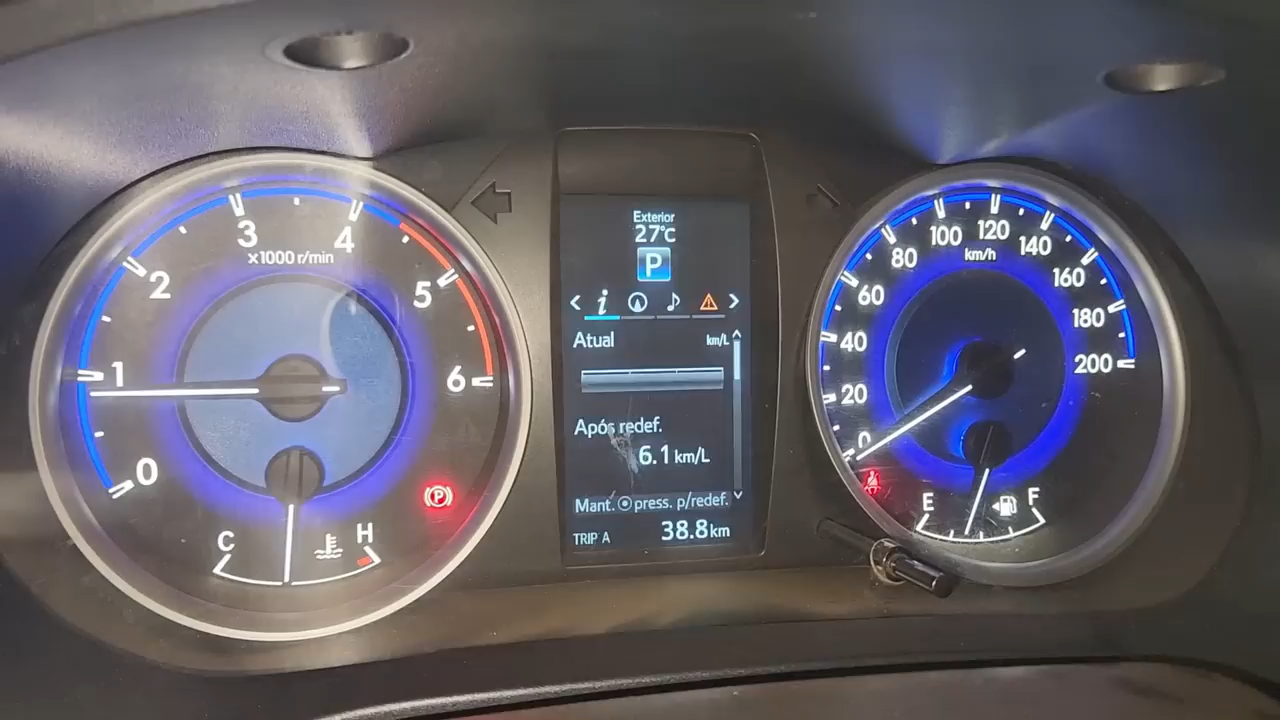 0
1
2
3
4
5
6
x1000 r/min
C
H
(P)
Exterior
27°C
P
i
Atual km/L
Após redef.
6.1 km/L
Mant. press. p/redef.
TRIP A 38.8 km
0
20
40
60
80
100
120
140
160
180
200
km/h
E
F